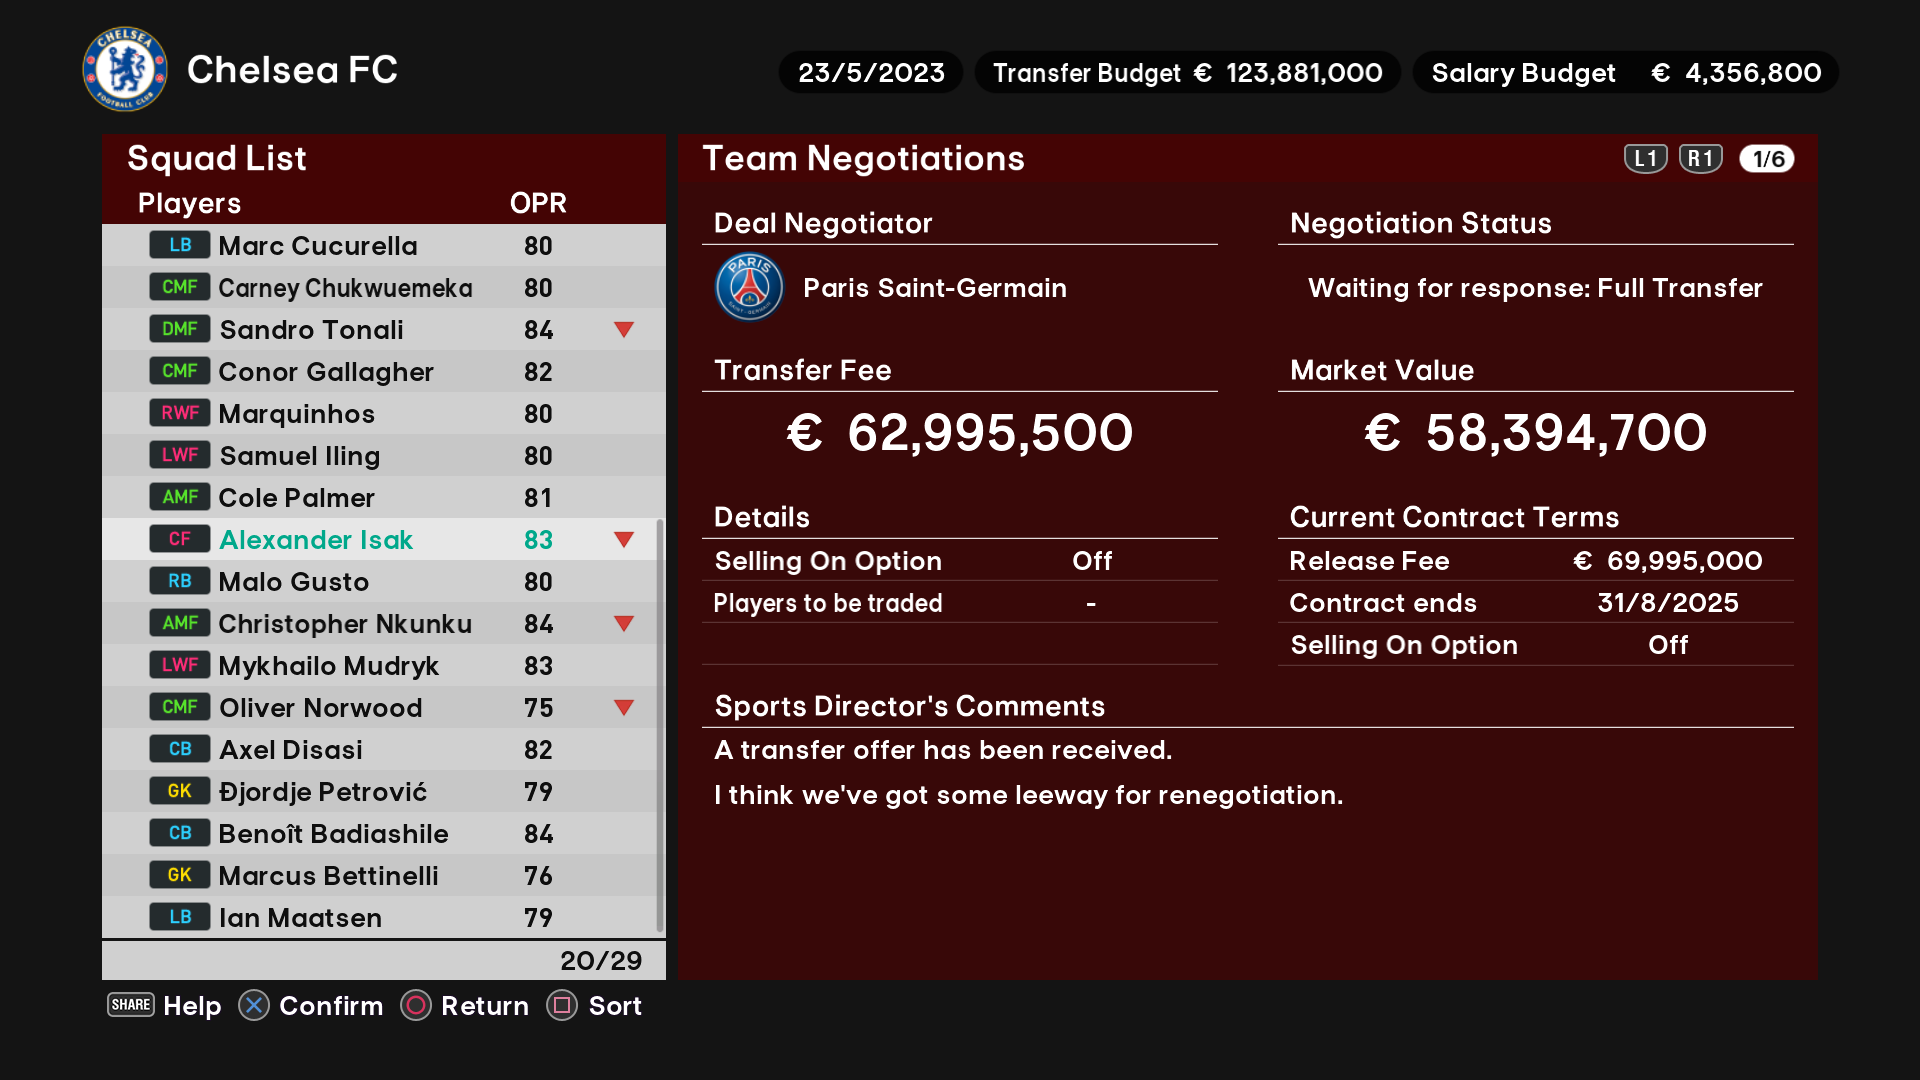 CHELSEA
FOOTBALL CLUB
Chelsea FC
23/5/2023
Transfer Budget € 123,881,000
Salary Budget € 4,356,800
Squad List
Players OPR
LB Marc Cucurella 80
CMF Carney Chukwuemeka 80
DMF Sandro Tonali 84
CMF Conor Gallagher 82
RWF Marquinhos 80
LWF Samuel Iling 80
AMF Cole Palmer 81
CF Alexander Isak 83
RB Malo Gusto 80
AMF Christopher Nkunku 84
LWF Mykhailo Mudryk 83
CMF Oliver Norwood 75
CB Axel Disasi 82
GK Đjordje Petrović 79
CB Benoît Badiashile 84
GK Marcus Bettinelli 76
LB Ian Maatsen 79
20/29
Team Negotiations
L1 R1 1/6
Deal Negotiator
PARIS
SAINT-GERMAIN
Paris Saint-Germain
Negotiation Status
Waiting for response: Full Transfer
Transfer Fee
€ 62,995,500
Market Value
€ 58,394,700
Details
Selling On Option Off
Players to be traded -
Current Contract Terms
Release Fee € 69,995,000
Contract ends 31/8/2025
Selling On Option Off
Sports Director's Comments
A transfer offer has been received.
I think we've got some leeway for renegotiation.
SHARE Help Confirm Return Sort